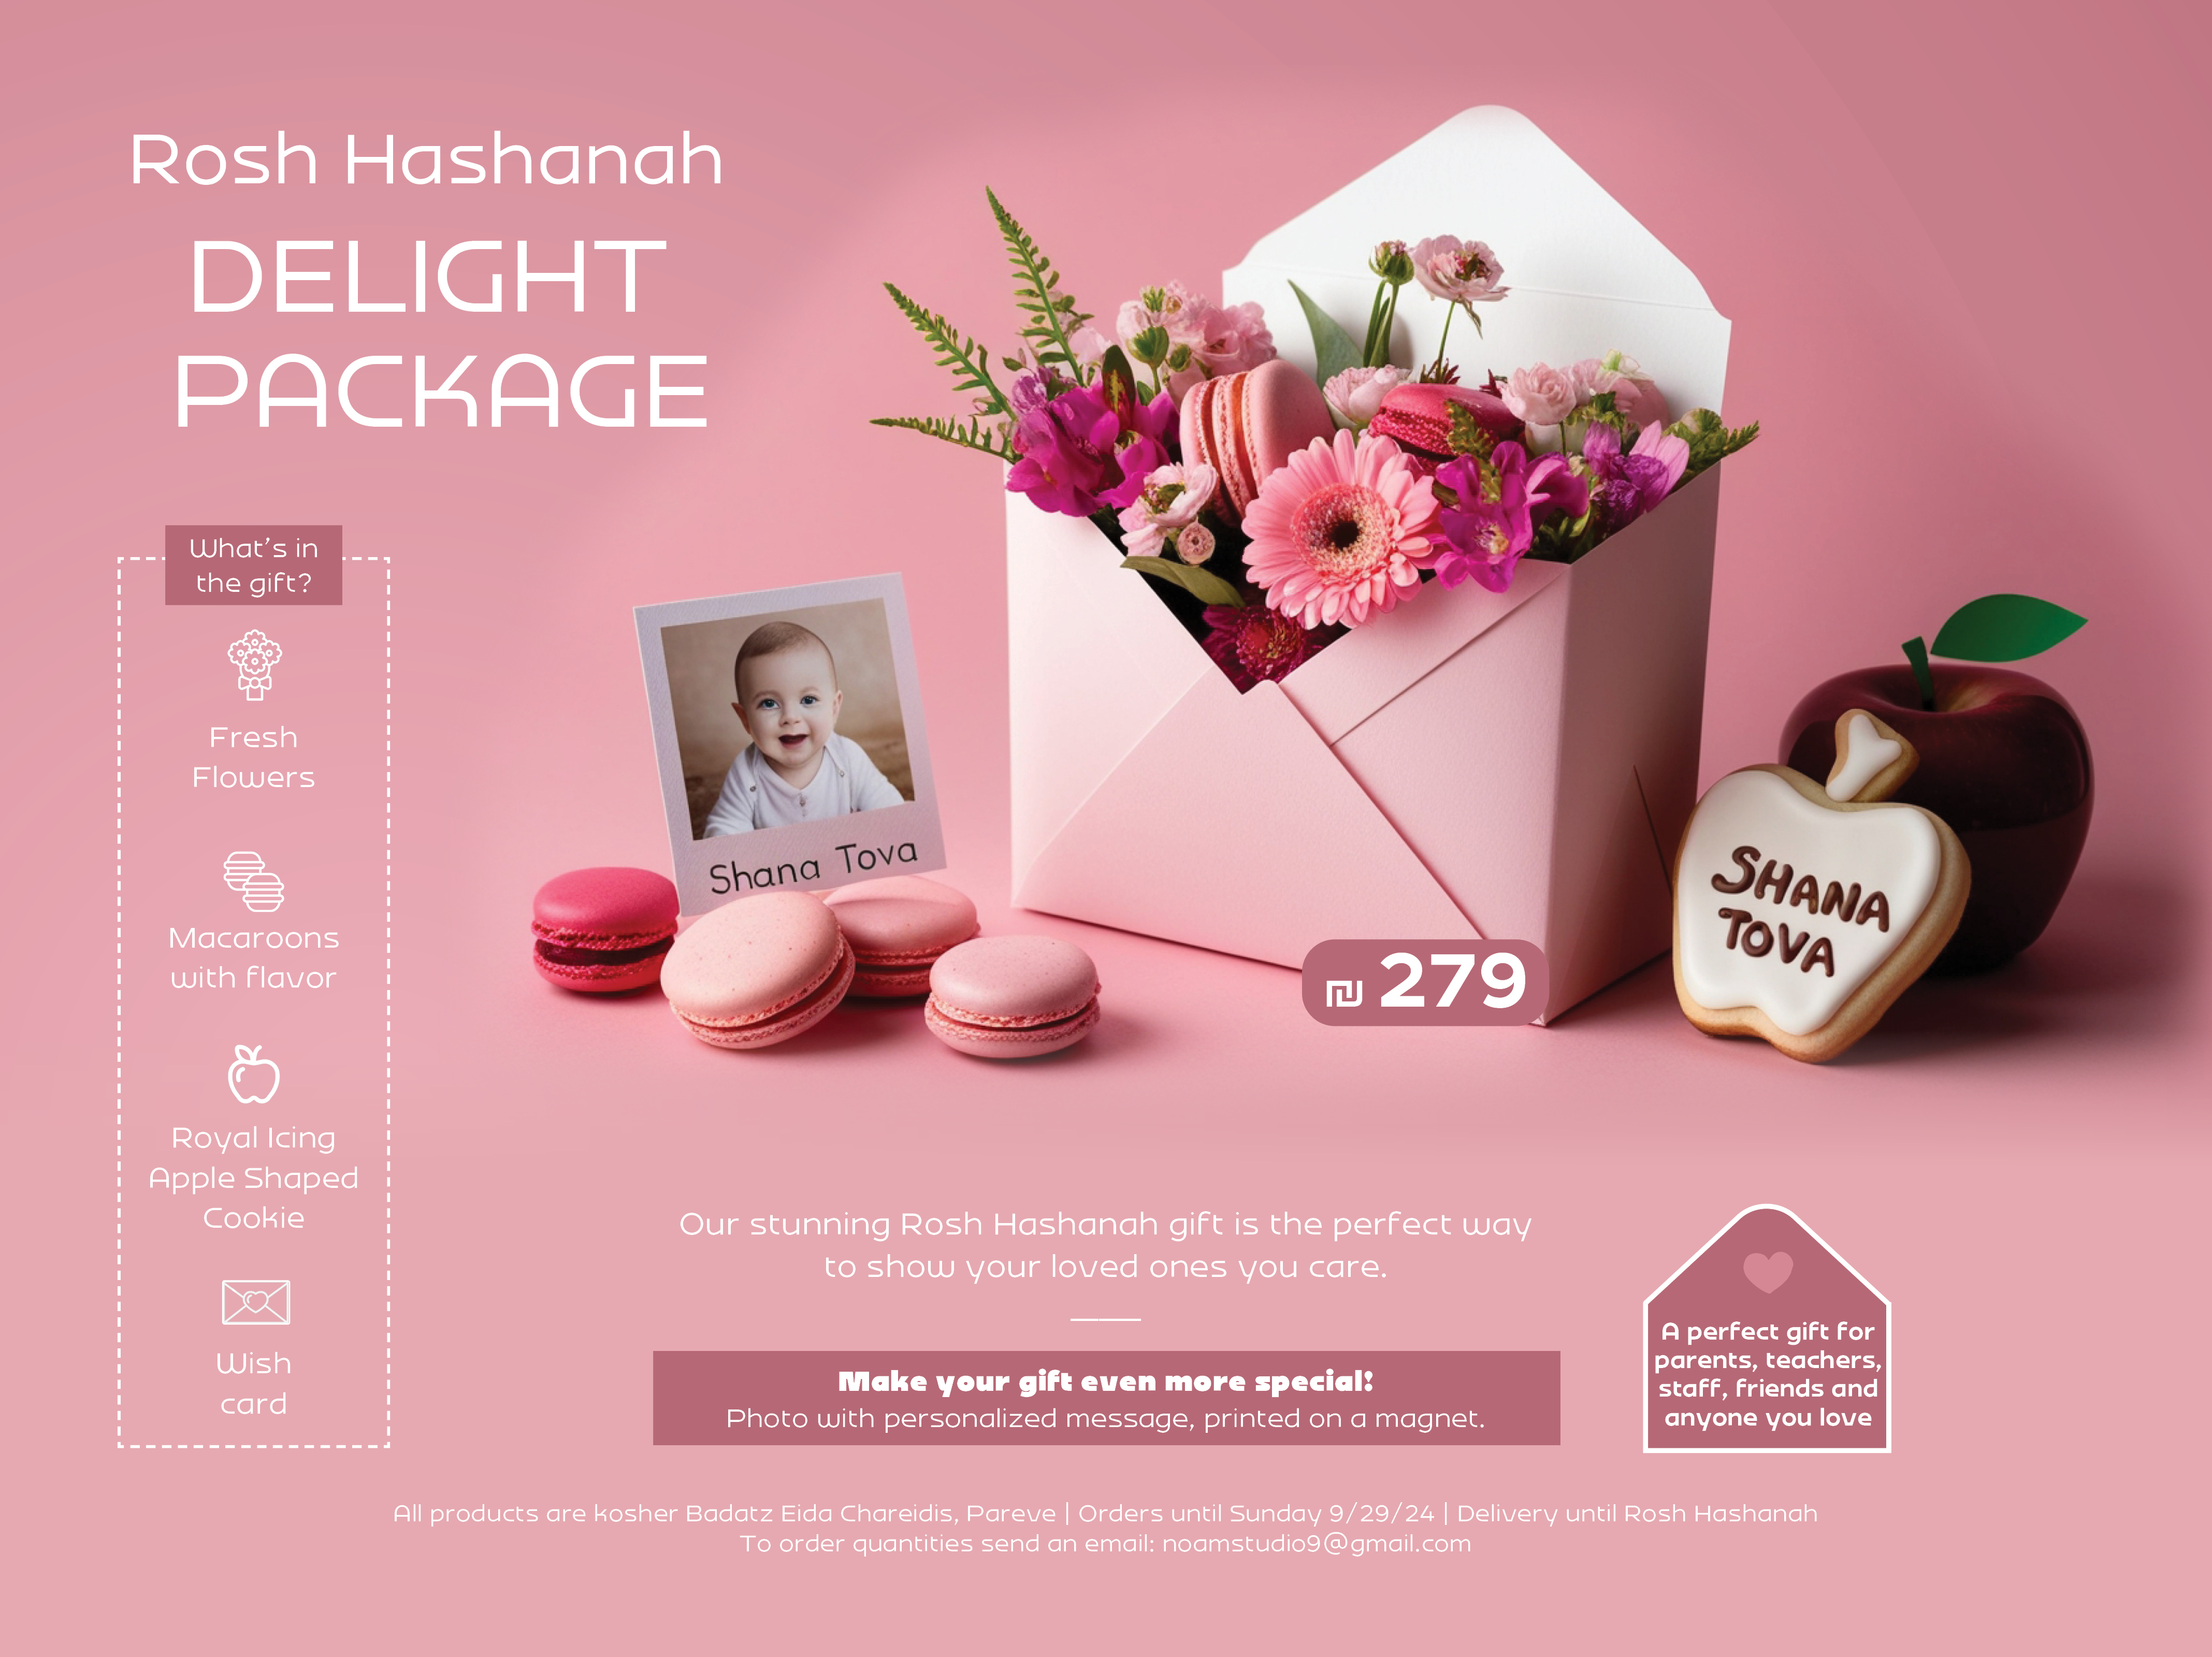 Rosh Hashanah
DELIGHT
PACKAGE
What's in
the gift?
Fresh
Flowers
Macaroons
with flavor
Royal Icing
Apple Shaped
Cookie
Wish
card
Shana Tova
₪ 279
SHANA
TOVA
Our stunning Rosh Hashanah gift is the perfect way
to show your loved ones you care.
Make your gift even more special!
Photo with personalized message, printed on a magnet.
A perfect gift for
parents, teachers,
staff, friends and
anyone you love
All products are kosher Badatz Eida Chareidis, Pareve | Orders until Sunday 9/29/24 | Delivery until Rosh Hashanah
To order quantities send an email: noamstudio9@gmail.com